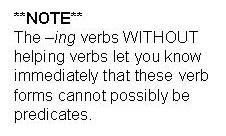 **NOTE**
The –ing verbs WITHOUT
helping verbs let you know
immediately that these verb
forms cannot possibly be
predicates.